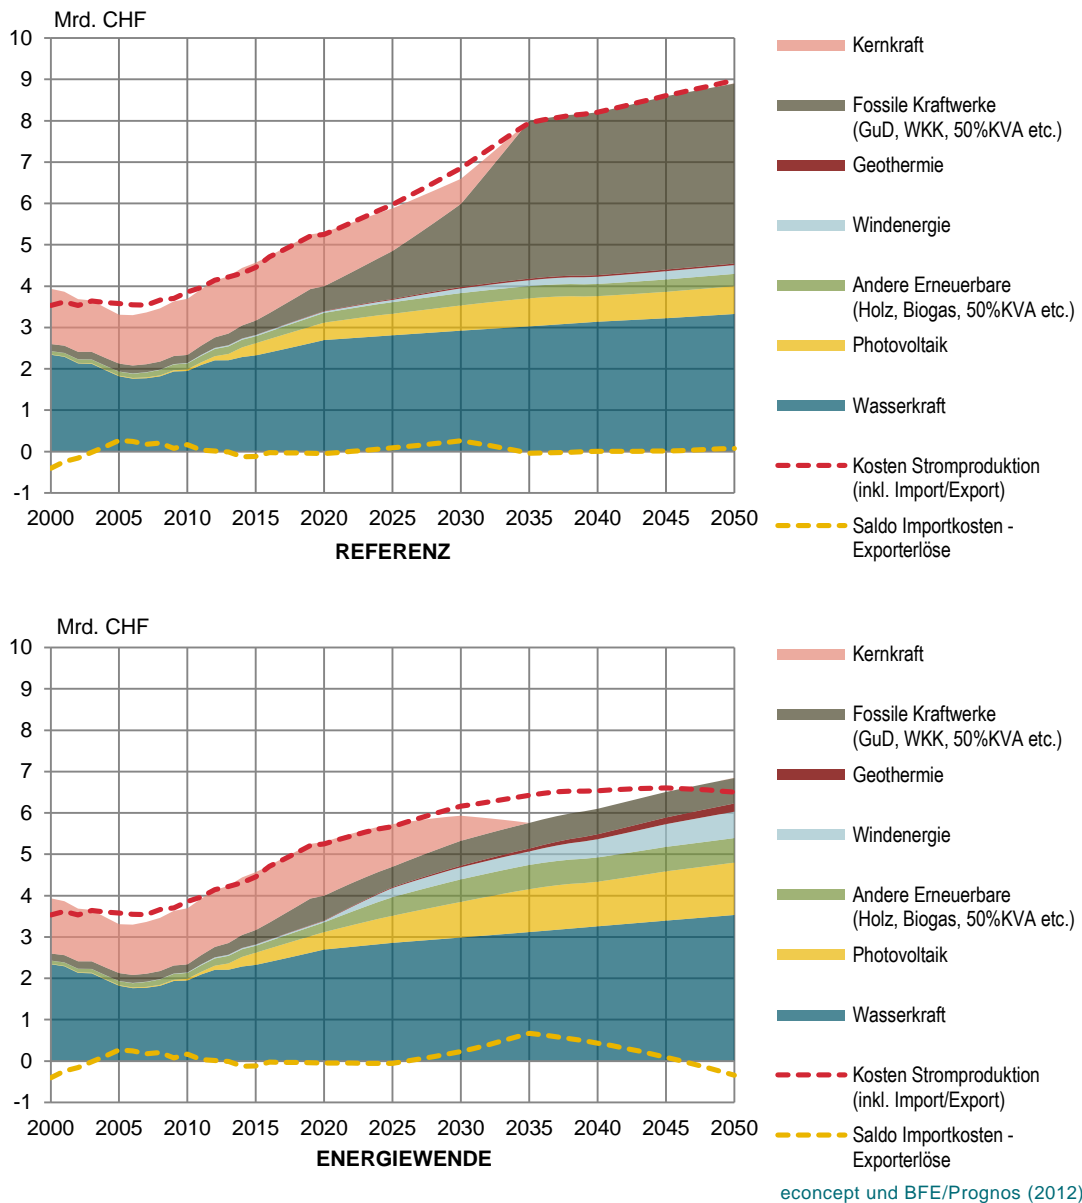 Mrd. CHF
10
9
8
7
6
5
4
3
2
1
0
-1
2000 2005 2010 2015 2020 2025 2030 2035 2040 2045 2050
REFERENZ
Kernkraft
Fossile Kraftwerke
(GuD, WKK, 50%KVA etc.)
Geothermie
Windenergie
Andere Erneuerbare
(Holz, Biogas, 50%KVA etc.)
Photovoltaik
Wasserkraft
Kosten Stromproduktion
(inkl. Import/Export)
Saldo Importkosten -
Exporterlöse
Mrd. CHF
10
9
8
7
6
5
4
3
2
1
0
-1
2000 2005 2010 2015 2020 2025 2030 2035 2040 2045 2050
ENERGIEWENDE
Kernkraft
Fossile Kraftwerke
(GuD, WKK, 50%KVA etc.)
Geothermie
Windenergie
Andere Erneuerbare
(Holz, Biogas, 50%KVA etc.)
Photovoltaik
Wasserkraft
Kosten Stromproduktion
(inkl. Import/Export)
Saldo Importkosten -
Exporterlöse
econcept und BFE/Prognos (2012)